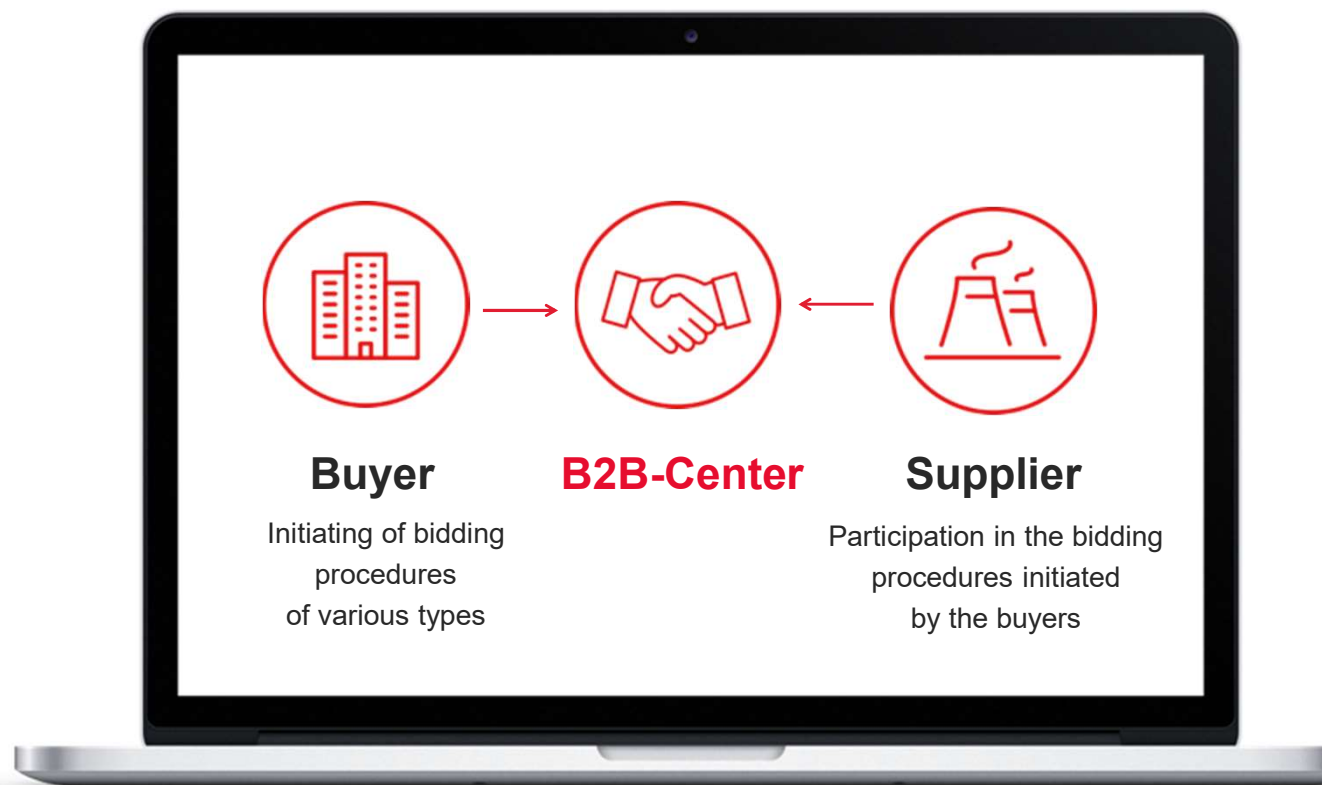 Buyer
Initiating of bidding
procedures
of various types
B2B-Center
Supplier
Participation in the bidding
procedures initiated
by the buyers